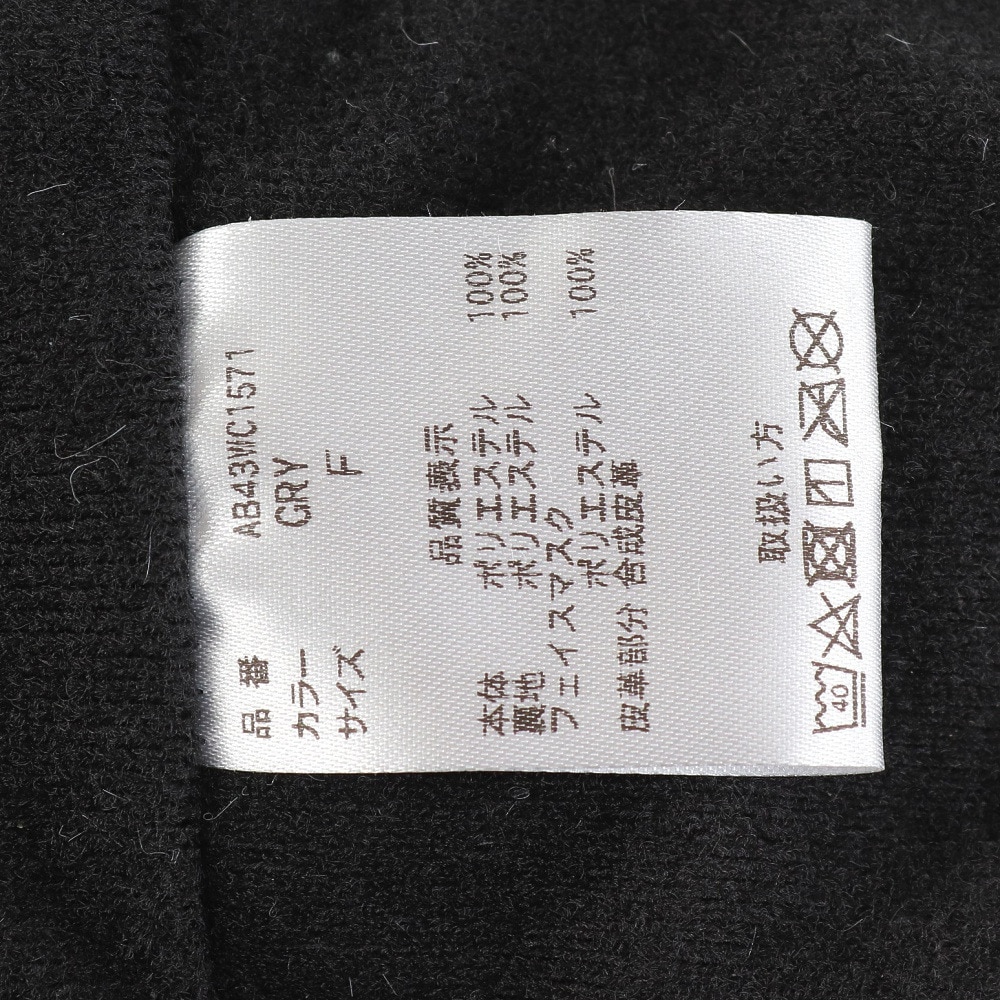 品番 AB43WC1571
カラー GRY
サイズ F
品質表示
本体 ポリエステル 100%
裏地 ポリエステル 100%
フェイスマスク
ポリエステル 100%
皮革部分 合成皮革
取扱い方
40